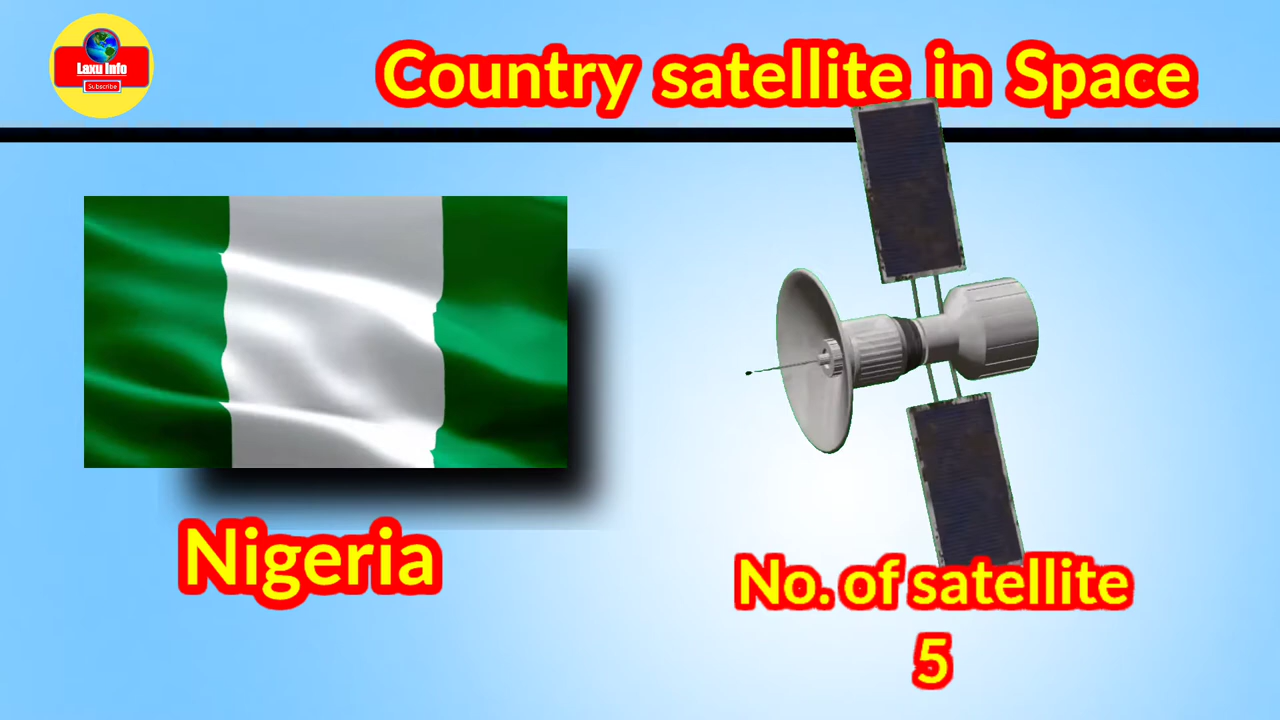 Laxu Info
Subscribe
Country satellite in Space
Nigeria
No. of satellite
5